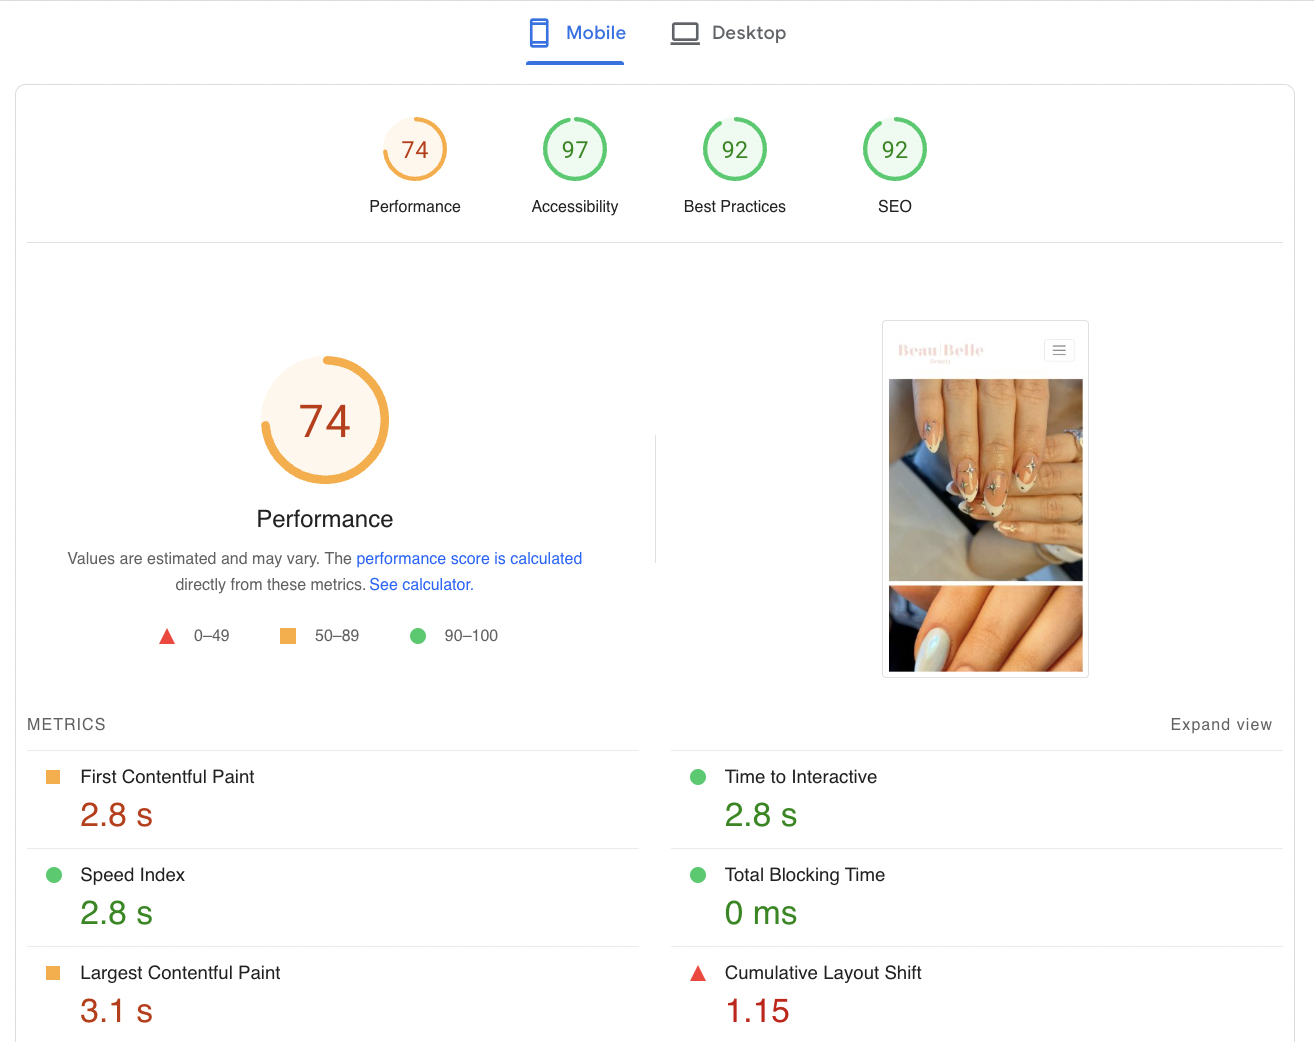 Mobile
Desktop
74
97
92
92
Performance
Accessibility
Best Practices
SEO
74
Performance
Values are estimated and may vary. The performance score is calculated
directly from these metrics. See calculator.
0–49
50–89
90–100
Beau Belle
METRICS
Expand view
First Contentful Paint
2.8 s
Time to Interactive
2.8 s
Speed Index
2.8 s
Total Blocking Time
0 ms
Largest Contentful Paint
3.1 s
Cumulative Layout Shift
1.15